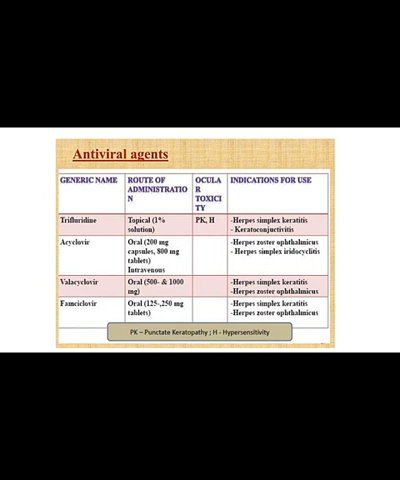 Antiviral agents
GENERIC NAME
ROUTE OF
ADMINISTRATIO
N
OCULA
R
TOXICI
TY
INDICATIONS FOR USE
Trifluridine
Topical (1%
solution)
PK, H
-Herpes simplex keratitis
- Keratoconjuctivitis
Acyclovir
Oral (200 mg
capsules, 800 mg
tablets)
Intravenous
-Herpes zoster ophthalmicus
- Herpes simplex iridocyclitis
Valacyclovir
Oral (500- & 1000
mg)
-Herpes simplex keratitis
-Herpes zoster ophthalmicus
Famciclovir
Oral (125-,250 mg
tablets)
-Herpes simplex keratitis
-Herpes zoster ophthalmicus
PK – Punctate Keratopathy ; H - Hypersensitivity